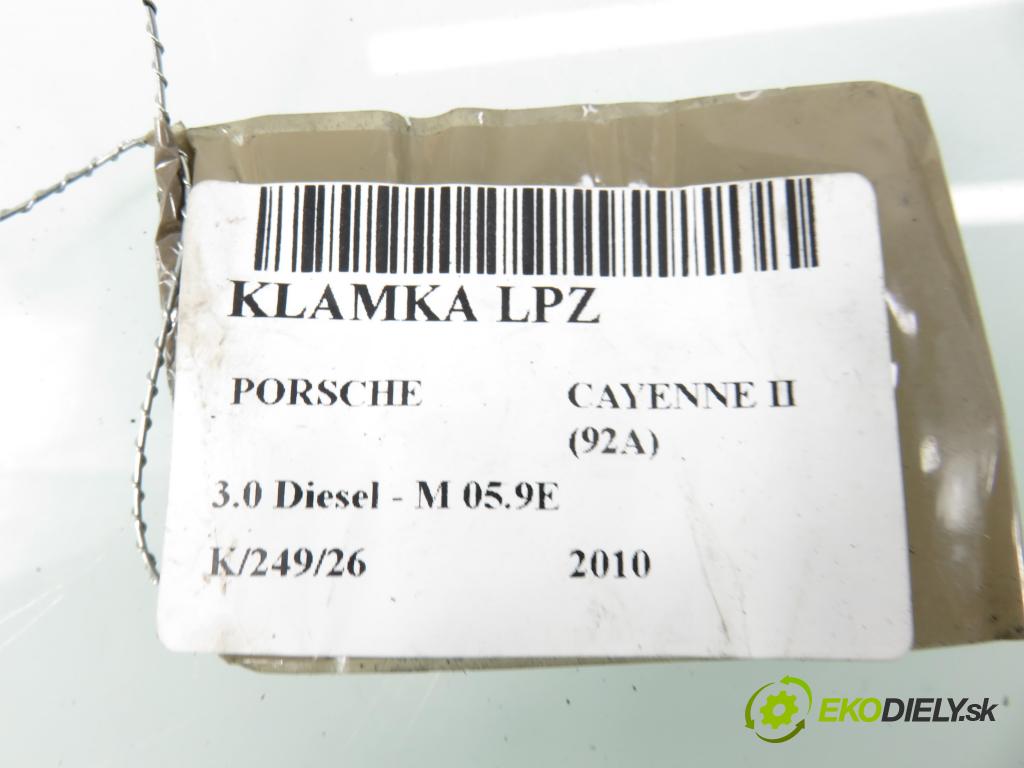 KLAMKA LPZ
PORSCHE CAYENNE II
(92A)
3.0 Diesel - M 05.9E
K/249/26 2010
EKODIELY.sk